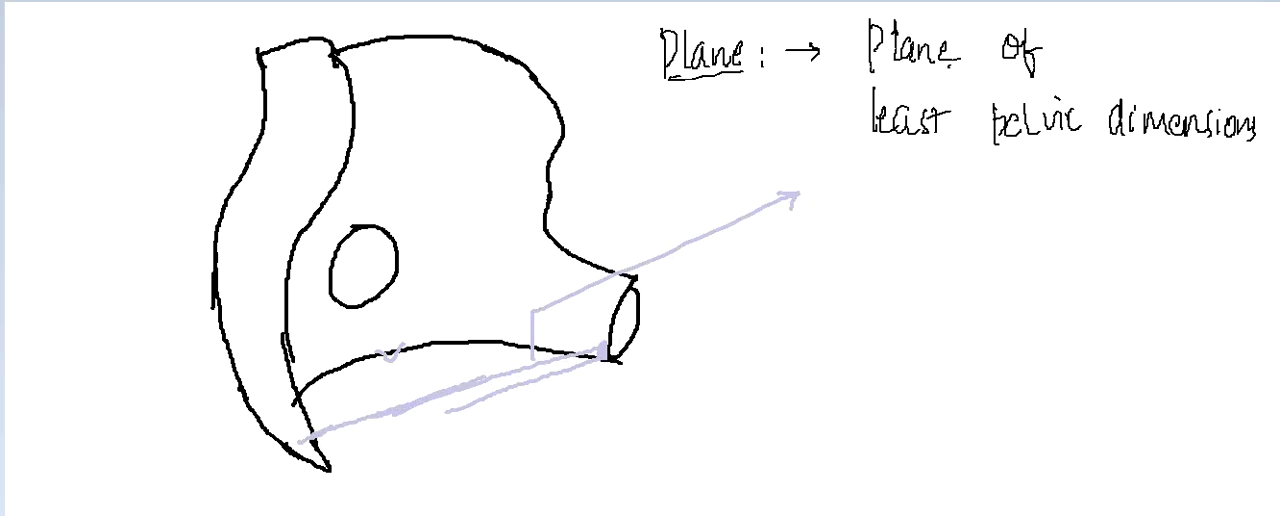 Plane : → Plane of
least pelvic dimensions